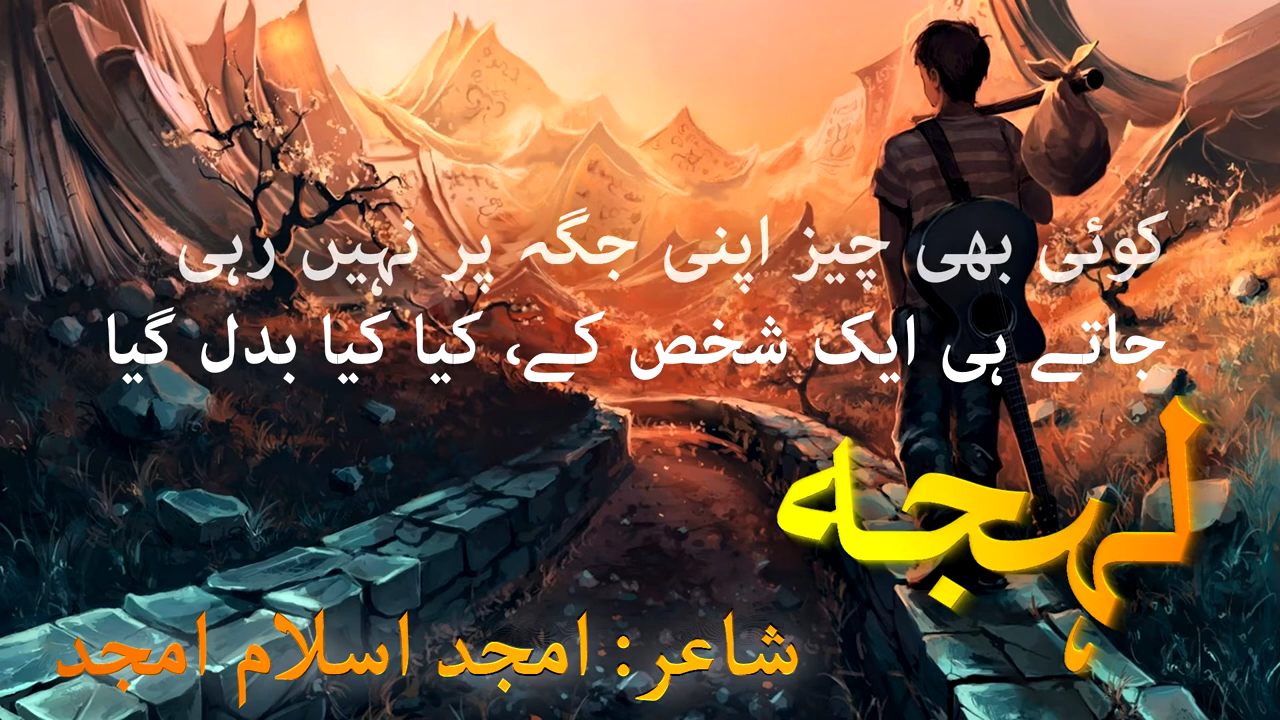 کوئی بھی چیز اپنی جگہ پر نہیں رہی
جاتے ہی ایک شخص کے، کیا کیا بدل گیا
لہجہ
شاعر: امجد اسلام امجد